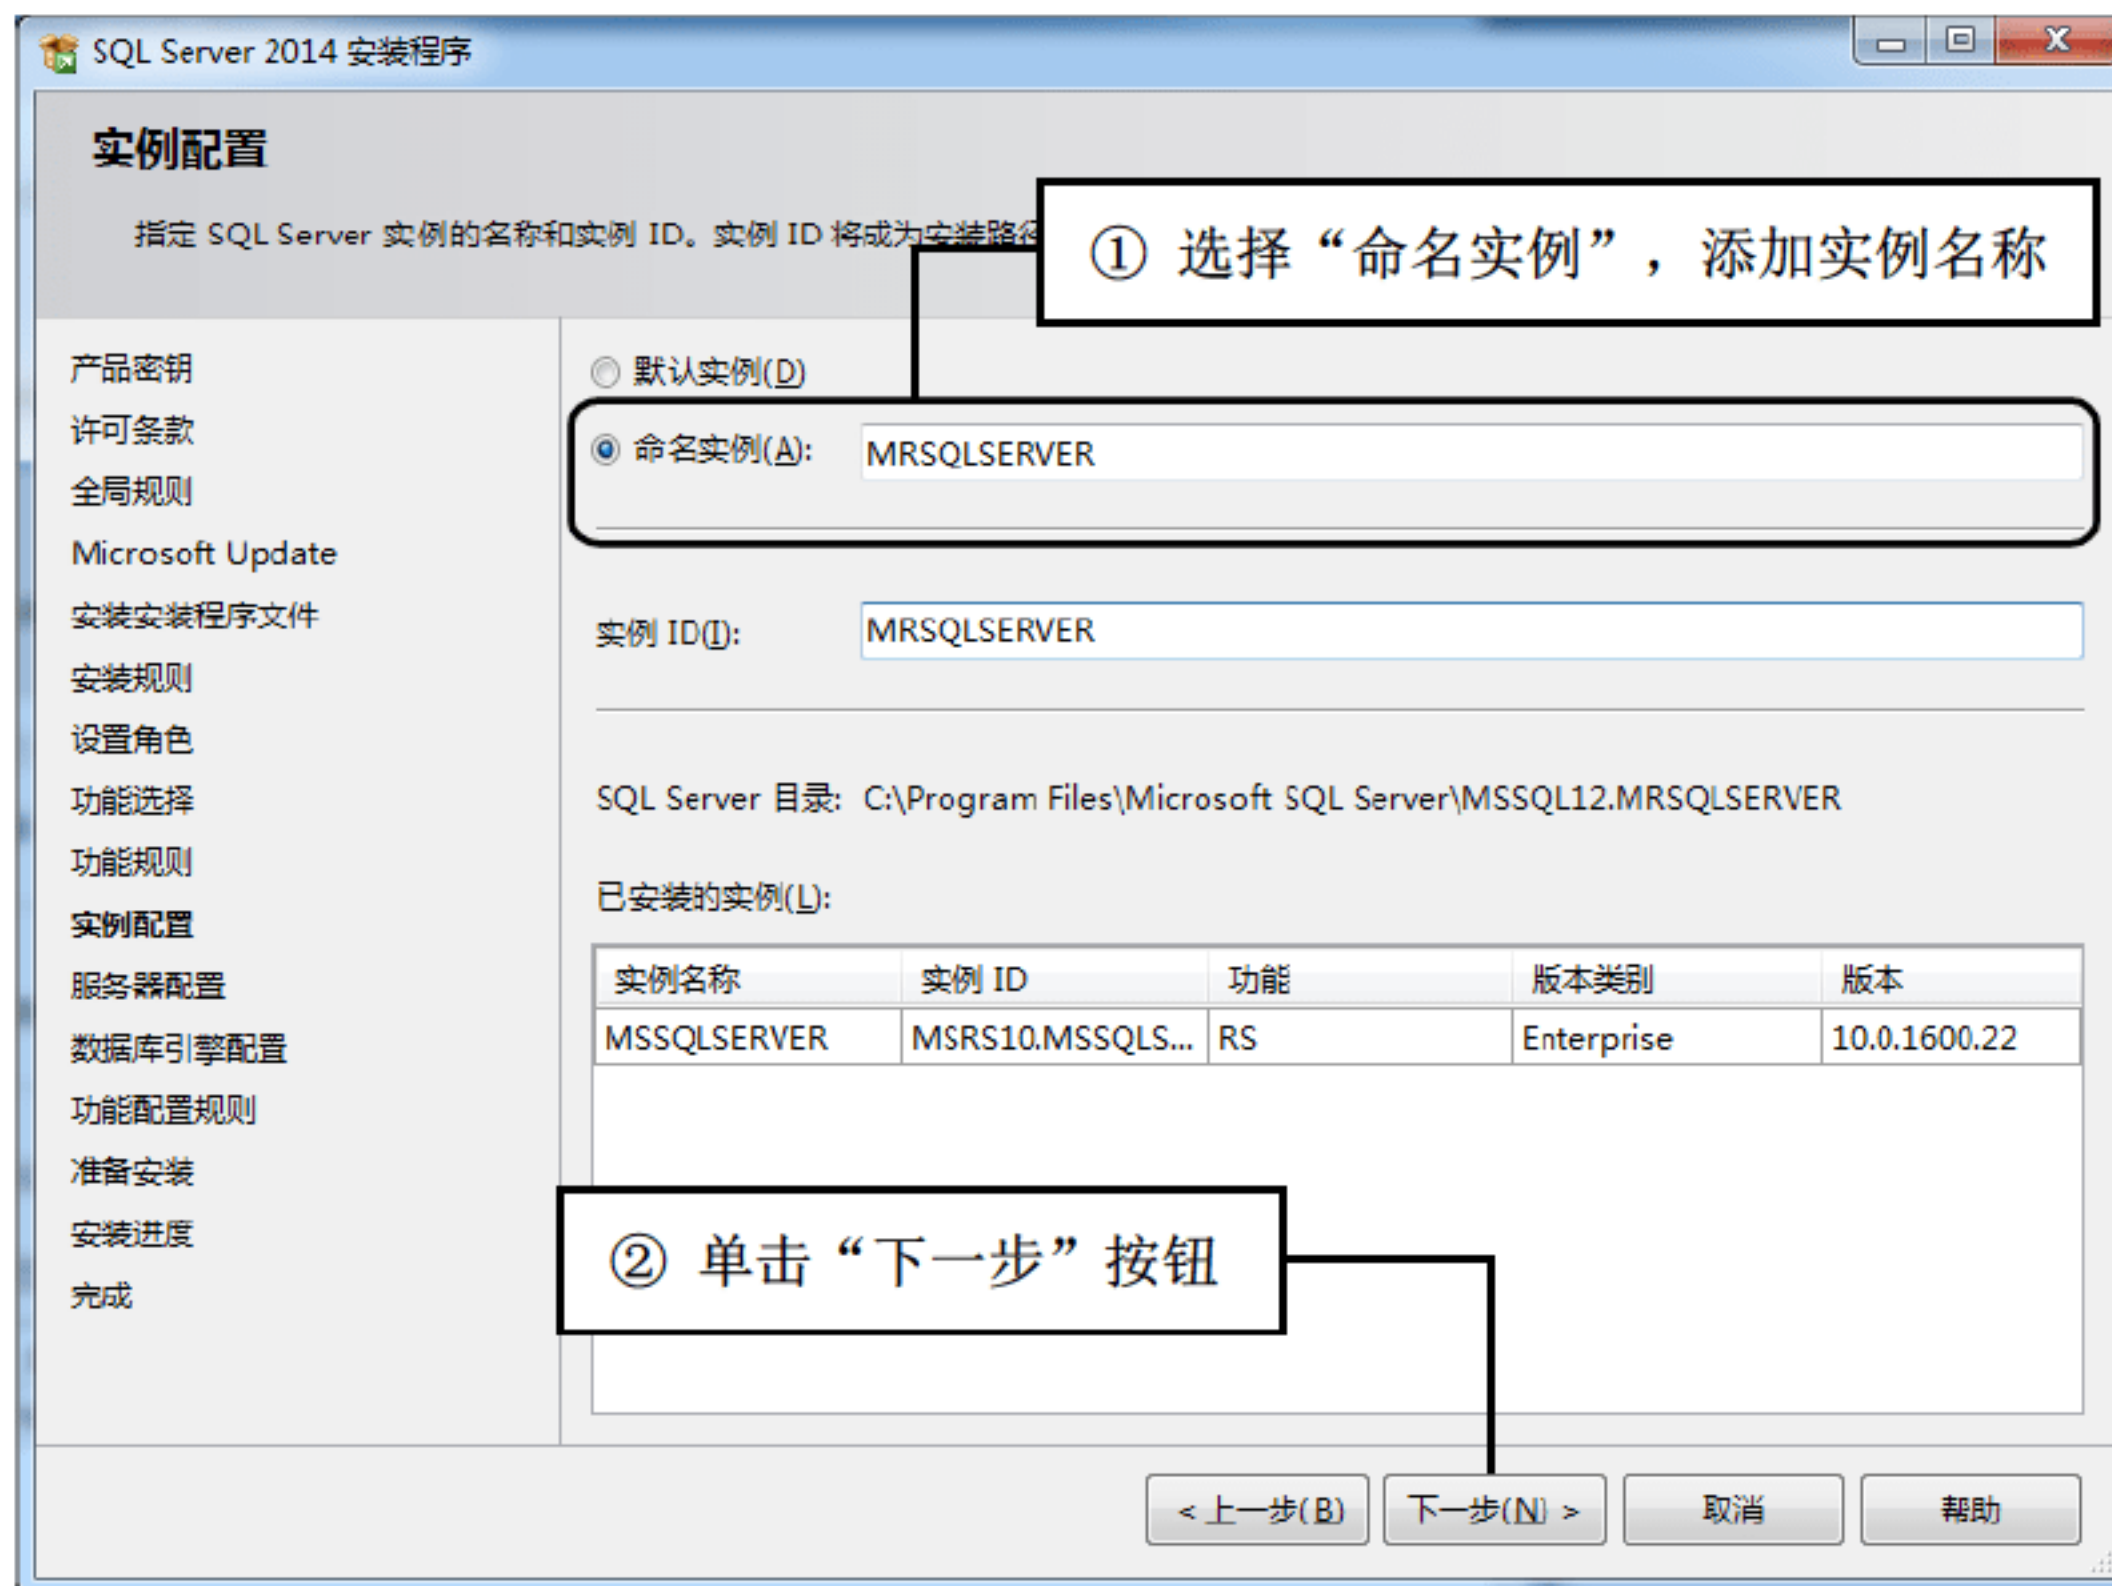 SQL Server 2014 安装程序
实例配置
指定 SQL Server 实例的名称和实例 ID。实例 ID 将成为安装路径
① 选择“命名实例”，添加实例名称
产品密钥
许可条款
全局规则
Microsoft Update
安装安装程序文件
安装规则
设置角色
功能选择
功能规则
实例配置
服务器配置
数据库引擎配置
功能配置规则
准备安装
安装进度
完成
默认实例(D)
命名实例(A): MRSQLSERVER
实例 ID(I): MRSQLSERVER
SQL Server 目录: C:\Program Files\Microsoft SQL Server\MSSQL12.MRSQLSERVER
已安装的实例(L):
实例名称 实例 ID 功能 版本类别 版本
MSSQLSERVER MSRS10.MSSQLS... RS Enterprise 10.0.1600.22
② 单击“下一步”按钮
< 上一步(B) 下一步(N) > 取消 帮助